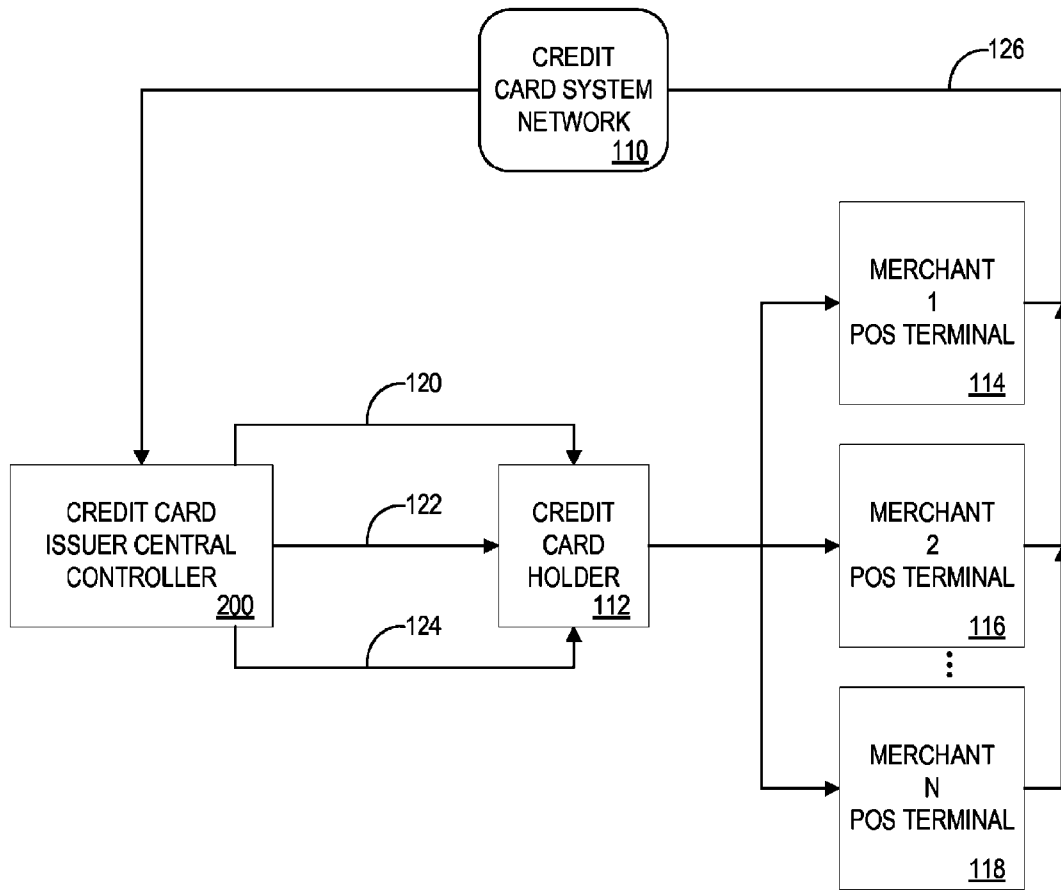 CREDIT
CARD SYSTEM
NETWORK
110
126
MERCHANT
1
POS TERMINAL
114
120
CREDIT CARD
ISSUER CENTRAL
CONTROLLER
200
122
CREDIT
CARD
HOLDER
112
MERCHANT
2
POS TERMINAL
116
124
MERCHANT
N
POS TERMINAL
118